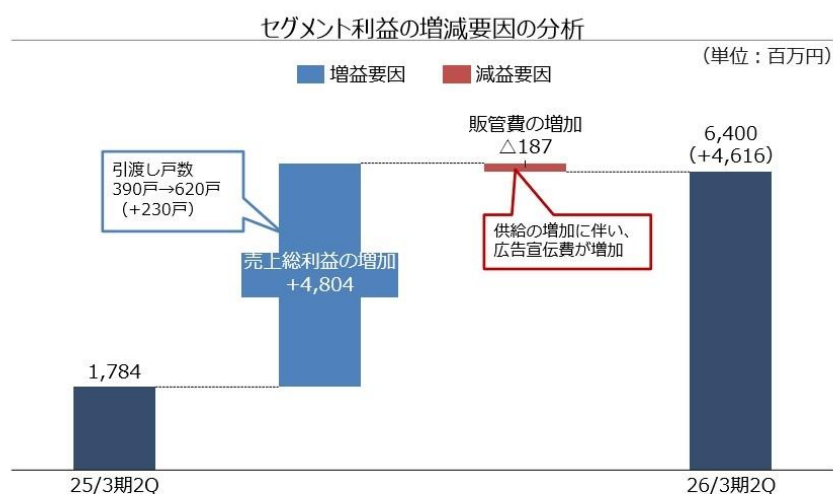 セグメント利益の増減要因の分析
(単位：百万円)
増益要因
減益要因
引渡し戸数
390戸→620戸
(+230戸)
売上総利益の増加
+4,804
販管費の増加
△187
供給の増加に伴い、
広告宣伝費が増加
6,400
(+4,616)
1,784
25/3期2Q
26/3期2Q